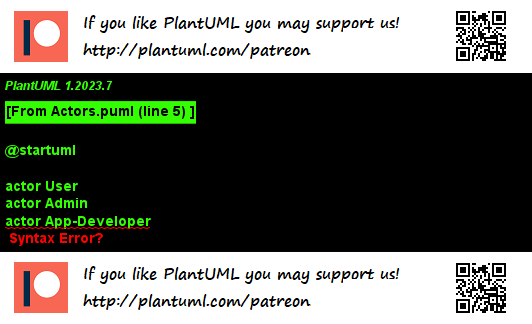 If you like PlantUML you may support us!
http://plantuml.com/patreon
PlantUML 1.2023.7
[From Actors.puml (line 5) ]
@startuml
actor User
actor Admin
actor App-Developer
Syntax Error?
If you like PlantUML you may support us!
http://plantuml.com/patreon